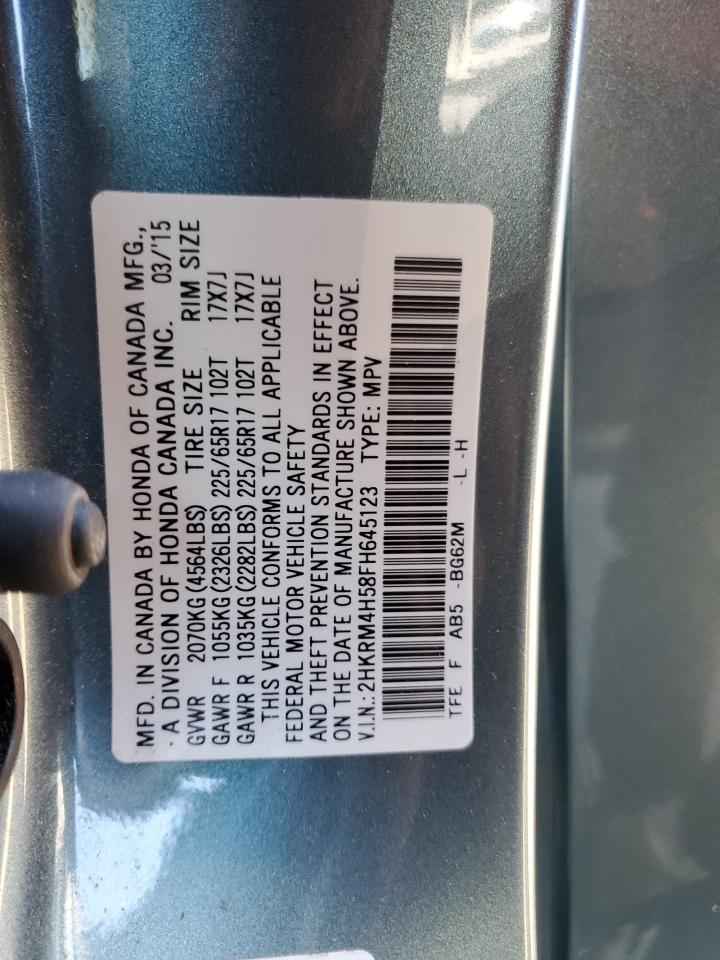 MFD. IN CANADA BY HONDA OF CANADA MFG.,
· A DIVISION OF HONDA CANADA INC. 03/'15
GVWR 2070KG(4564LBS) TIRE SIZE RIM SIZE
GAWR F 1055KG(2326LBS) 225/65R17 102T 17X7J
GAWR R 1035KG(2282LBS) 225/65R17 102T 17X7J
THIS VEHICLE CONFORMS TO ALL APPLICABLE
FEDERAL MOTOR VEHICLE SAFETY
AND THEFT PREVENTION STANDARDS IN EFFECT
ON THE DATE OF MANUFACTURE SHOWN ABOVE.
V.I.N.: 2HKRM4H58FH645123 TYPE: MPV
TFE F AB5 -BG62M -L -H